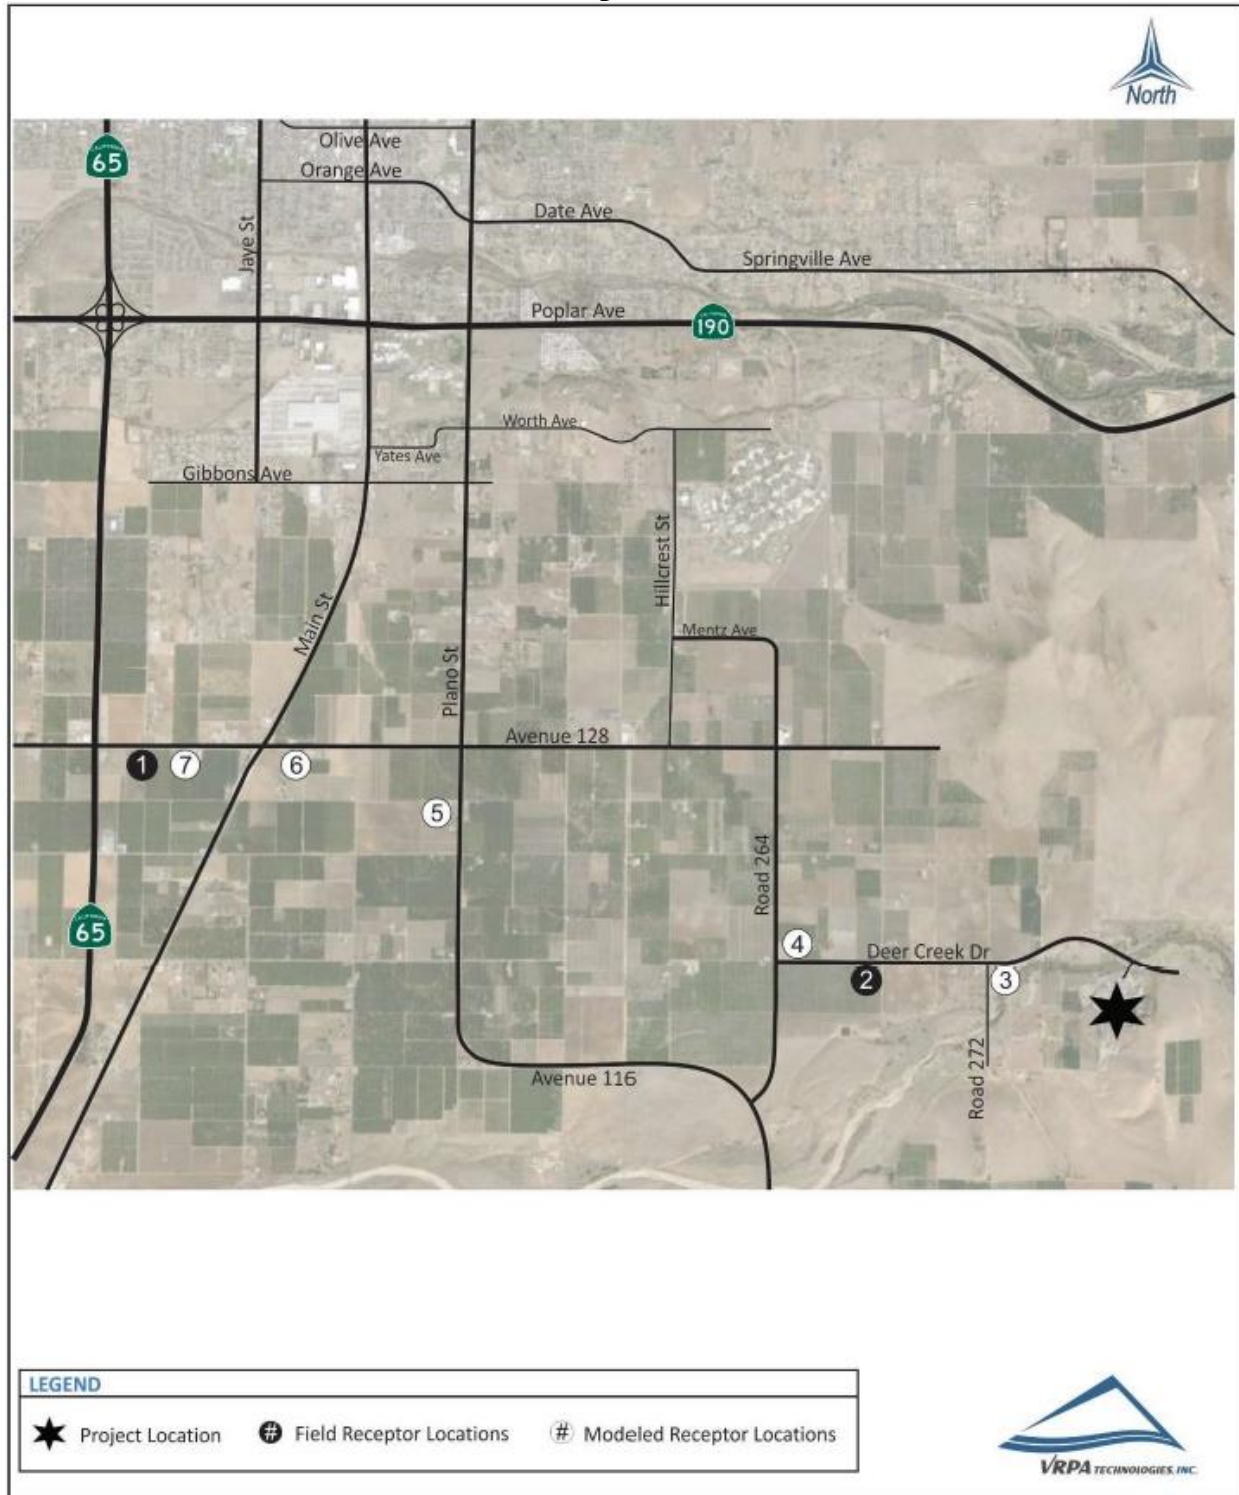 North
CALIFORNIA
65
Olive Ave
Orange Ave
Jaye St
Date Ave
Springville Ave
Poplar Ave
190
Worth Ave
Yates Ave
Gibbons Ave
Hillcrest St
Main St
Mentz Ave
Plano St
Avenue 128
1
7
6
5
Road 264
65
4
Deer Creek Dr
2
3
Road 272
Avenue 116
LEGEND
Project Location
# Field Receptor Locations
# Modeled Receptor Locations
VRPA TECHNOLOGIES, INC.